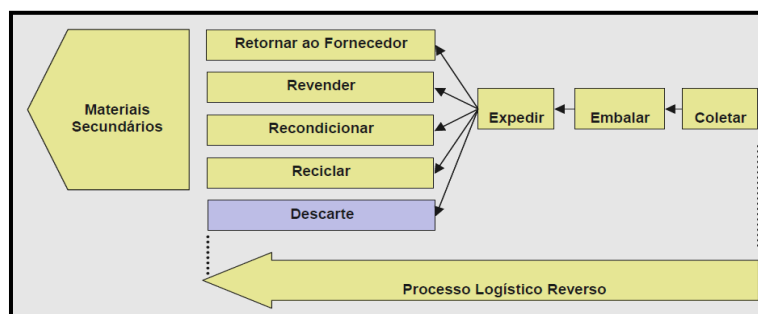 Retornar ao Fornecedor
Revender
Materiais
Secundários
Recondicionar
Expedir
Embalar
Coletar
Reciclar
Descarte
Processo Logístico Reverso